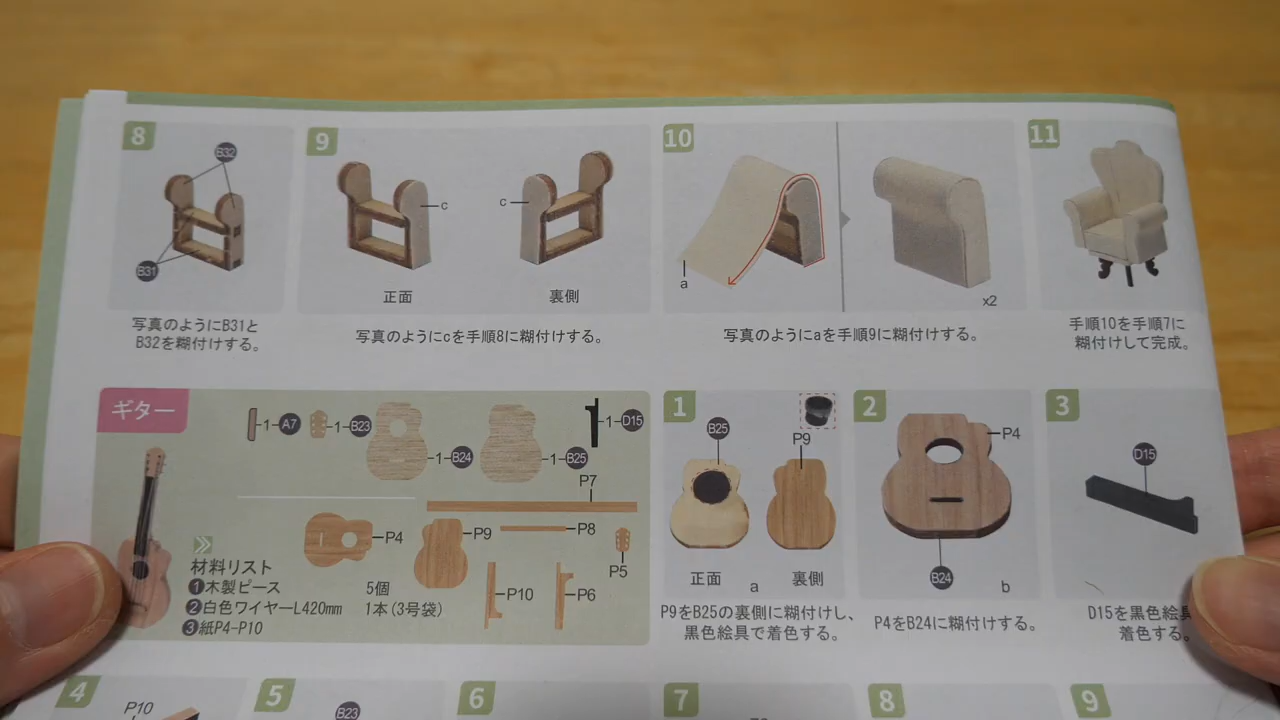 8
B32
B31
写真のようにB31と
B32を糊付けする。
9
c
c
正面
裏側
写真のようにcを手順8に糊付けする。
10
a
x2
写真のようにaを手順9に糊付けする。
11
手順10を手順7に
糊付けして完成。
ギター
1-A7
1-B23
1-B24
1-B25
1-D15
P7
P4
P9
P8
P5
P10
P6
材料リスト
❶木製ピース 5個
❷白色ワイヤーL420mm 1本(3号袋)
❸紙P4-P10
1
B25
P9
正面
a
裏側
P9をB25の裏側に糊付けし、
黒色絵具で着色する。
2
P4
B24
b
P4をB24に糊付けする。
3
D15
D15を黒色絵具
着色する。
4
P10
5
B23
6
7
8
9